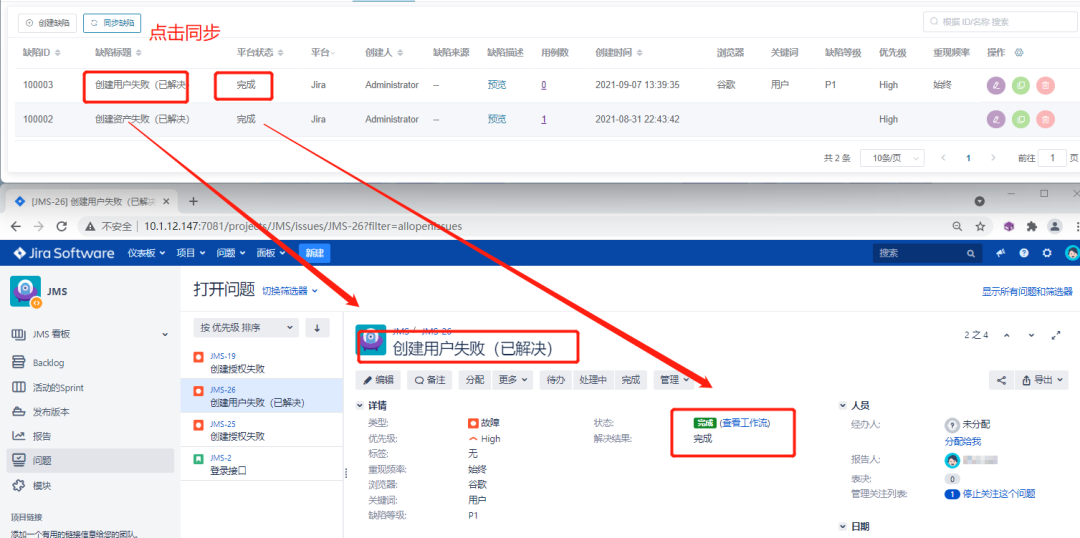 创建缺陷 同步缺陷 点击同步 根据 ID/名称 搜索
缺陷ID 缺陷标题 平台状态 平台 创建人 缺陷来源 缺陷描述 用例数 创建时间 浏览器 关键词 缺陷等级 优先级 重现频率 操作
100003 创建用户失败（已解决 完成 Jira Administrator -- 预览 0 2021-09-07 13:39:35 谷歌 用户 P1 High 始终
100002 创建资产失败（已解决） 完成 Jira Administrator -- 预览 1 2021-08-31 22:43:42 High
共 2 条 10条/页 1 前往 1 页
[JMS-26] 创建用户失败（已解
不安全 10.1.12.147:7081/projects/JMS/issues/JMS-26?filter=allopenissues
Jira Software 仪表板 项目 问题 面板 新建 搜索
JMS
打开问题 切换筛选器 显示所有问题和筛选器
JMS 看板
Backlog
活动的Sprint
发布版本
报告
问题
模块
项目链接
添加一个有用的链接信息给您的团队。
按 优先级 排序
JMS-19
创建授权失败
JMS-26
创建用户失败（已解决）
JMS-25
创建授权失败
JMS-2
登录接口
JMS / JMS-26
创建用户失败（已解决）
2 之 4
编辑 备注 分配 更多 待办 处理中 完成 管理 导出
详情
类型: 故障 状态: 完成 (查看工作流)
优先级: High 解决结果: 完成
标签: 无
重现频率: 始终
浏览器: 谷歌
关键词: 用户
缺陷等级: P1
人员
经办人: 未分配
分配给我
报告人:
表决: 0
管理关注列表: 1 停止关注这个问题
日期